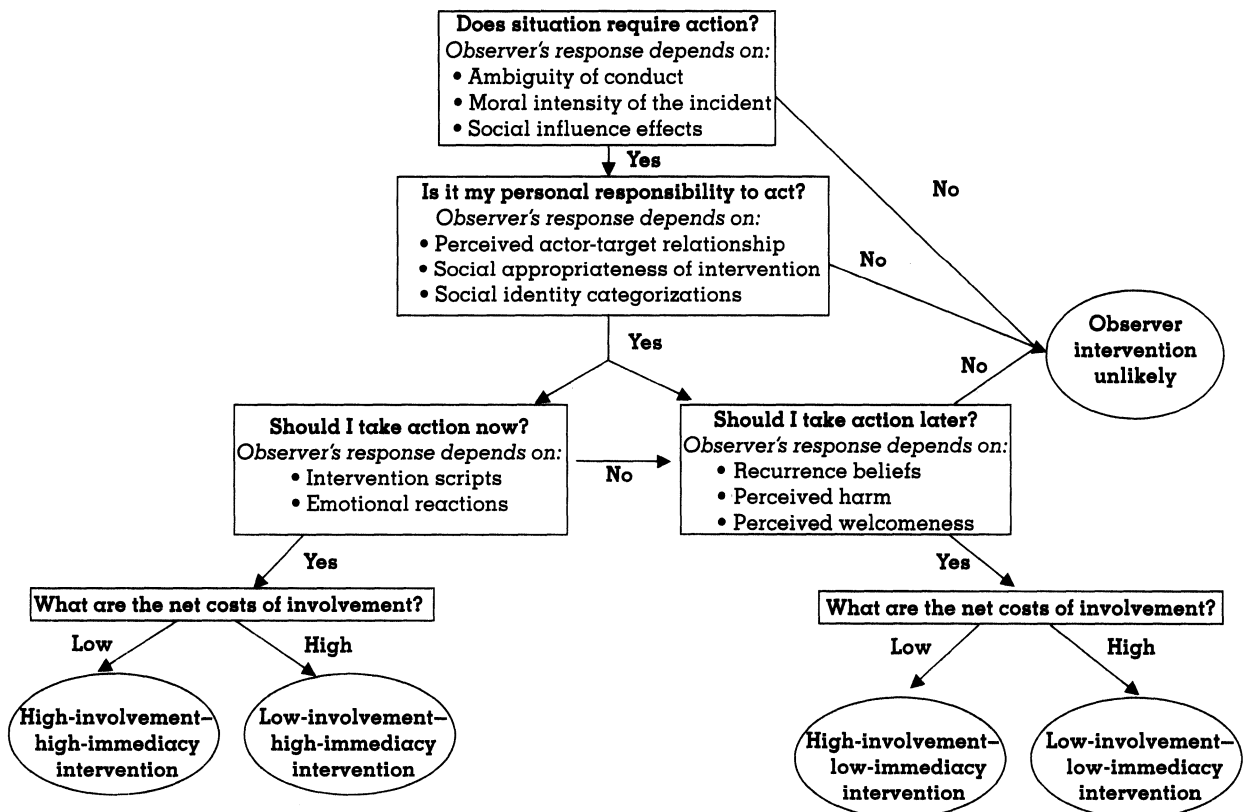 Does situation require action?
Observer's response depends on:
• Ambiguity of conduct
• Moral intensity of the incident
• Social influence effects
Yes
No
Is it my personal responsibility to act?
Observer's response depends on:
• Perceived actor-target relationship
• Social appropriateness of intervention
• Social identity categorizations
No
Yes
Observer
intervention
unlikely
No
Should I take action now?
Observer's response depends on:
• Intervention scripts
• Emotional reactions
No
Should I take action later?
Observer's response depends on:
• Recurrence beliefs
• Perceived harm
• Perceived welcomeness
Yes
What are the net costs of involvement?
Low
High
High-involvement–
high-immediacy
intervention
Low-involvement–
high-immediacy
intervention
Yes
What are the net costs of involvement?
Low
High
High-involvement–
low-immediacy
intervention
Low-involvement–
low-immediacy
intervention